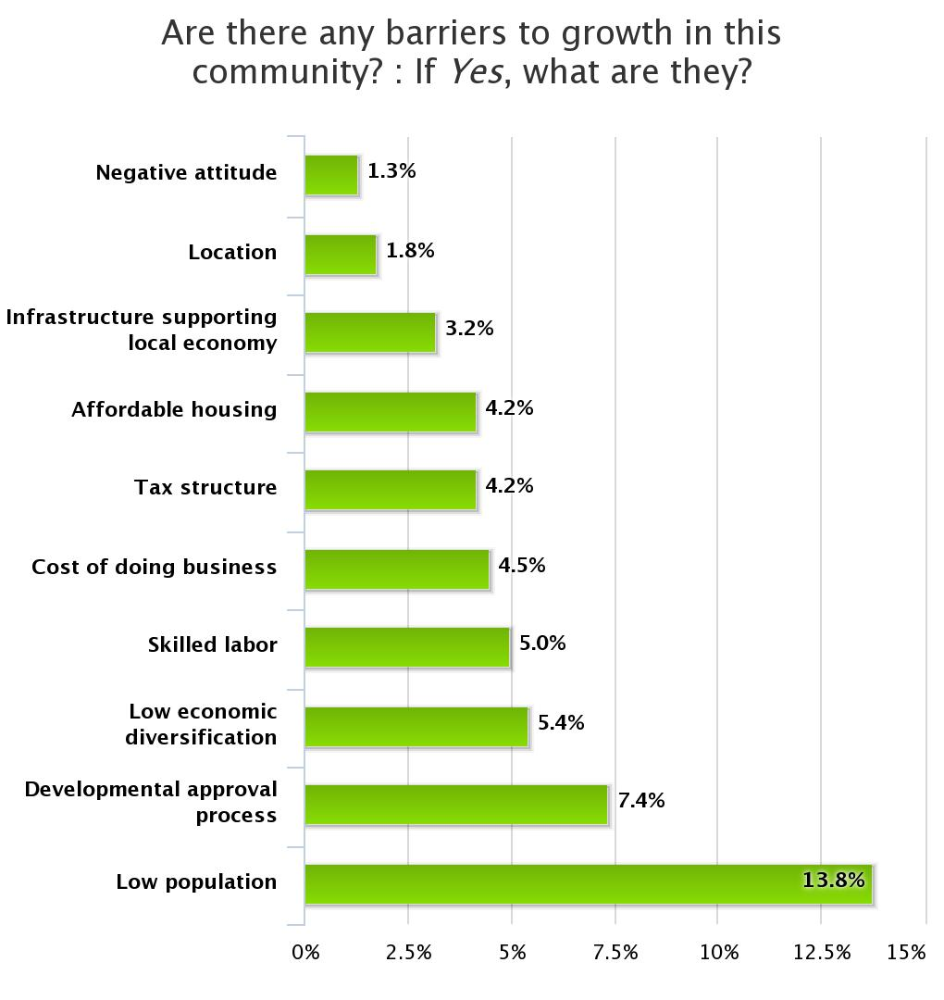 Are there any barriers to growth in this
community? : If Yes, what are they?
Negative attitude
1.3%
Location
1.8%
Infrastructure supporting
local economy
3.2%
Affordable housing
4.2%
Tax structure
4.2%
Cost of doing business
4.5%
Skilled labor
5.0%
Low economic
diversification
5.4%
Developmental approval
process
7.4%
Low population
13.8%
0% 2.5% 5% 7.5% 10% 12.5% 15%